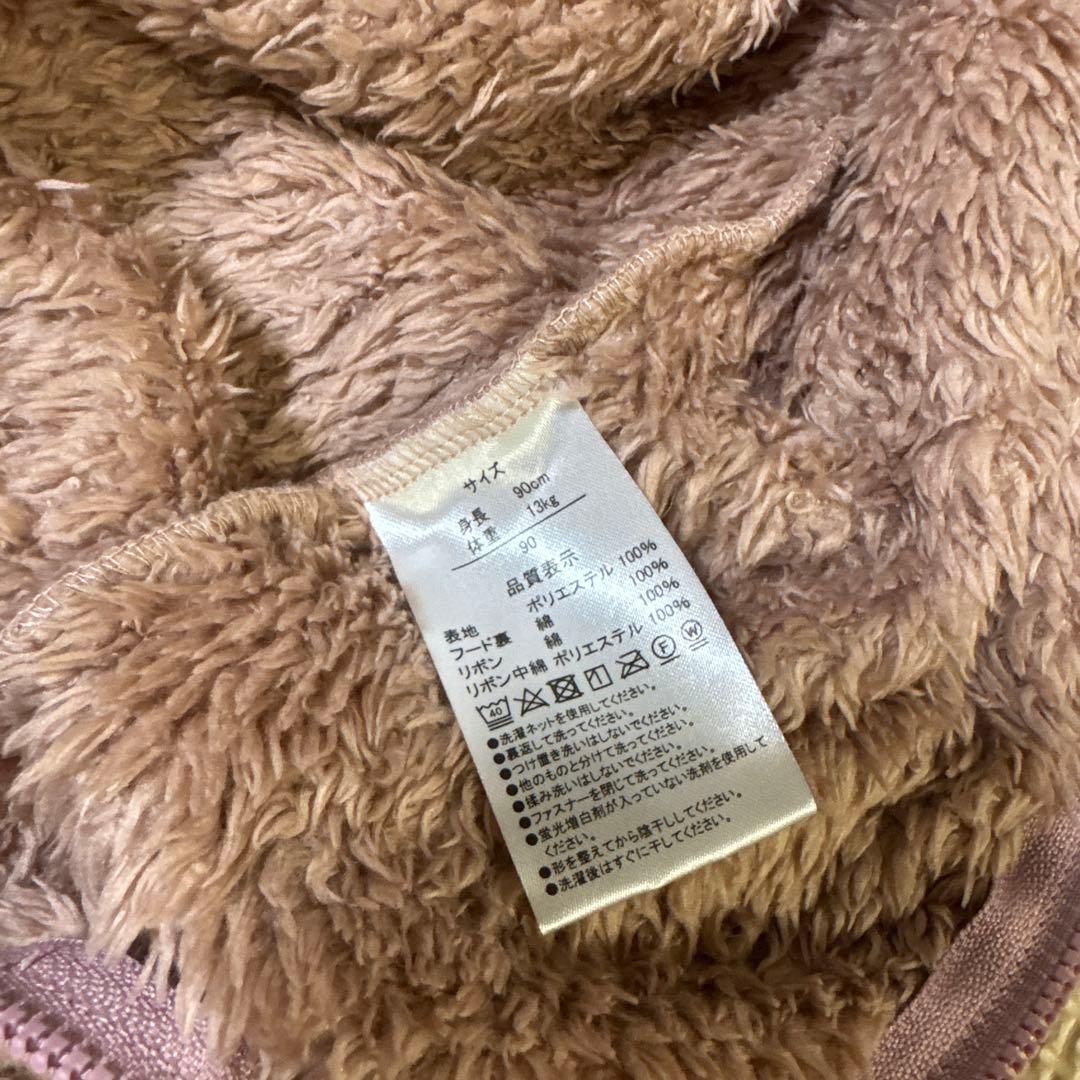 サイズ
身長 90cm
体重 13kg
90
品質表示
表地 ポリエステル 100%
フード裏 綿 100%
リボン 綿 100%
リボン中綿 ポリエステル 100%
40 F W
●洗濯ネットを使用してください。
●裏返して洗ってください。
●つけ置き洗いはしないでください。
●他のものと分けて洗ってください。
●揉み洗いはしないでください。
●ファスナーを閉じて洗ってください。
●蛍光増白剤が入っていない洗剤を使用して
ください。
●形を整えてから陰干ししてください。
●洗濯後はすぐに干してください。